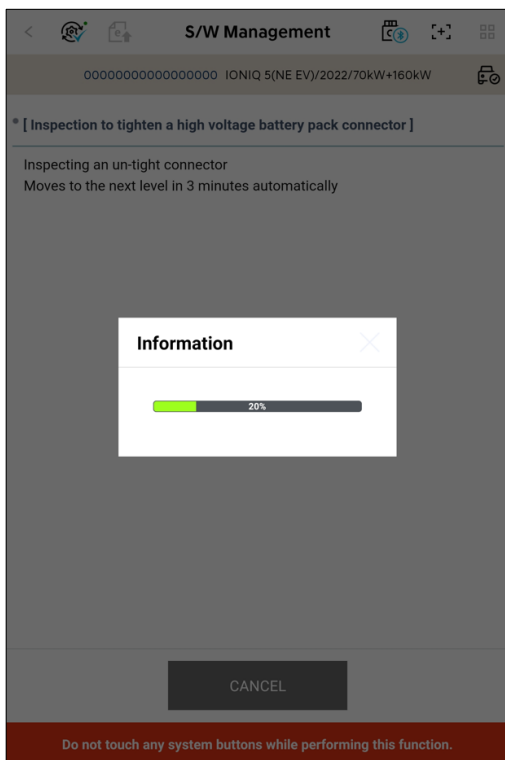 S/W Management
00000000000000000 IONIQ 5(NE EV)/2022/70kW+160kW
[ Inspection to tighten a high voltage battery pack connector ]
Inspecting an un-tight connector
Moves to the next level in 3 minutes automatically
Information
20%
CANCEL
Do not touch any system buttons while performing this function.